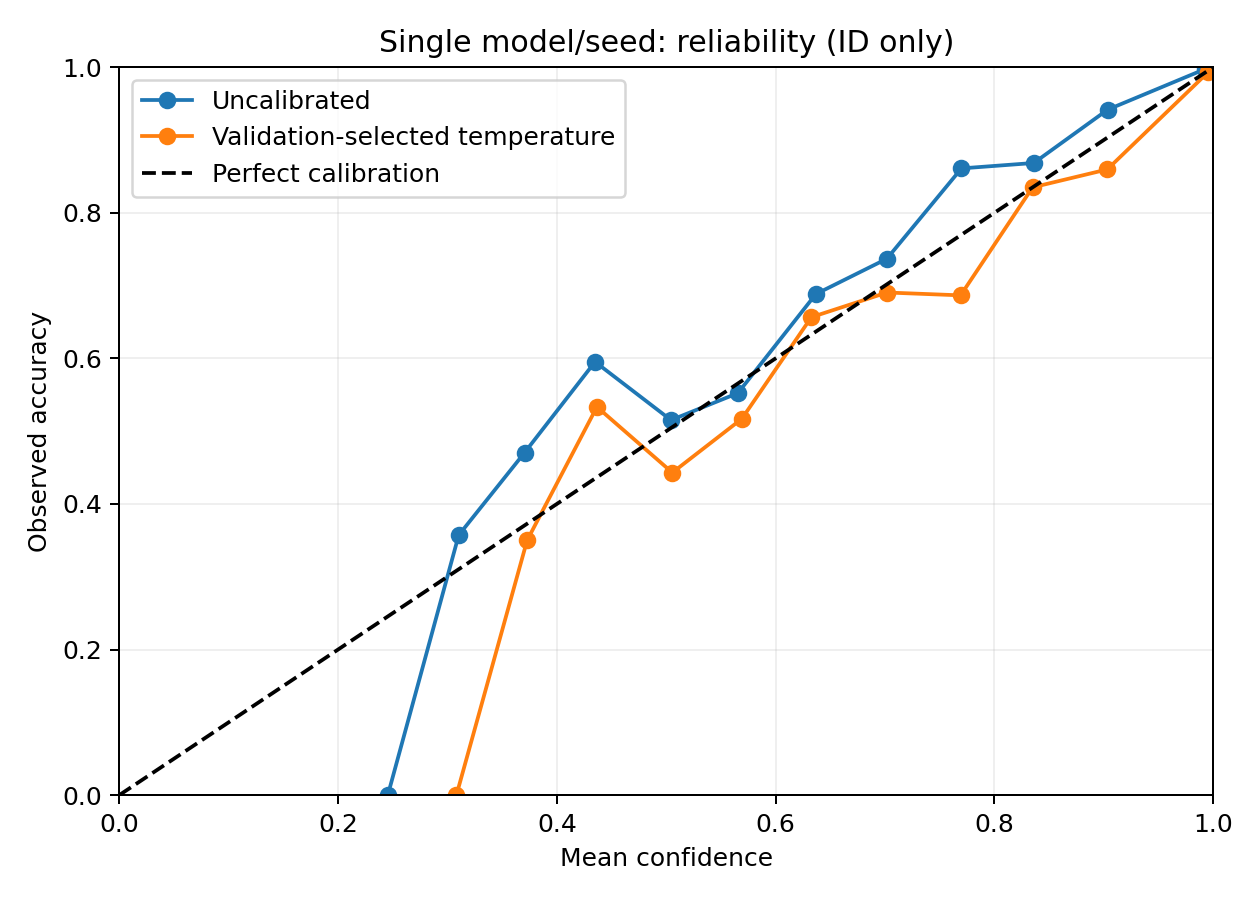 Single model/seed: reliability (ID only)
Uncalibrated
Validation-selected temperature
Perfect calibration
1.0
0.8
0.6
0.4
0.2
0.0
Observed accuracy
0.0 0.2 0.4 0.6 0.8 1.0
Mean confidence